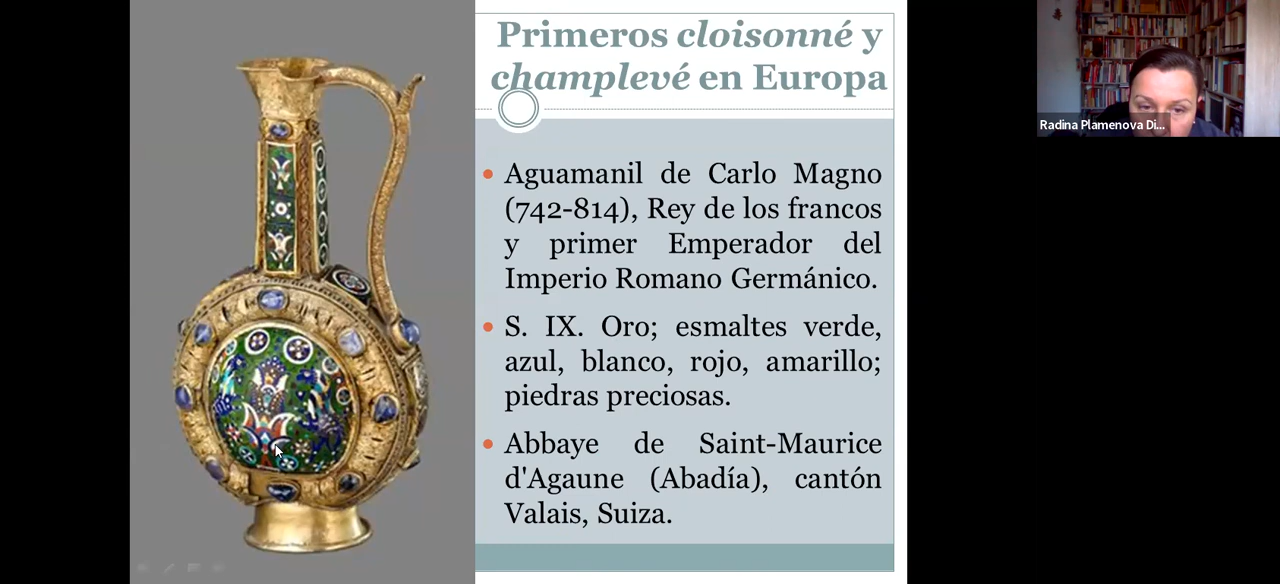 Primeros cloisonné y
champlevé en Europa
Aguamanil de Carlo Magno
(742-814), Rey de los francos
y primer Emperador del
Imperio Romano Germánico.
S. IX. Oro; esmaltes verde,
azul, blanco, rojo, amarillo;
piedras preciosas.
Abbaye de Saint-Maurice
d'Agaune (Abadía), cantón
Valais, Suiza.
Radina Plamenova Di...